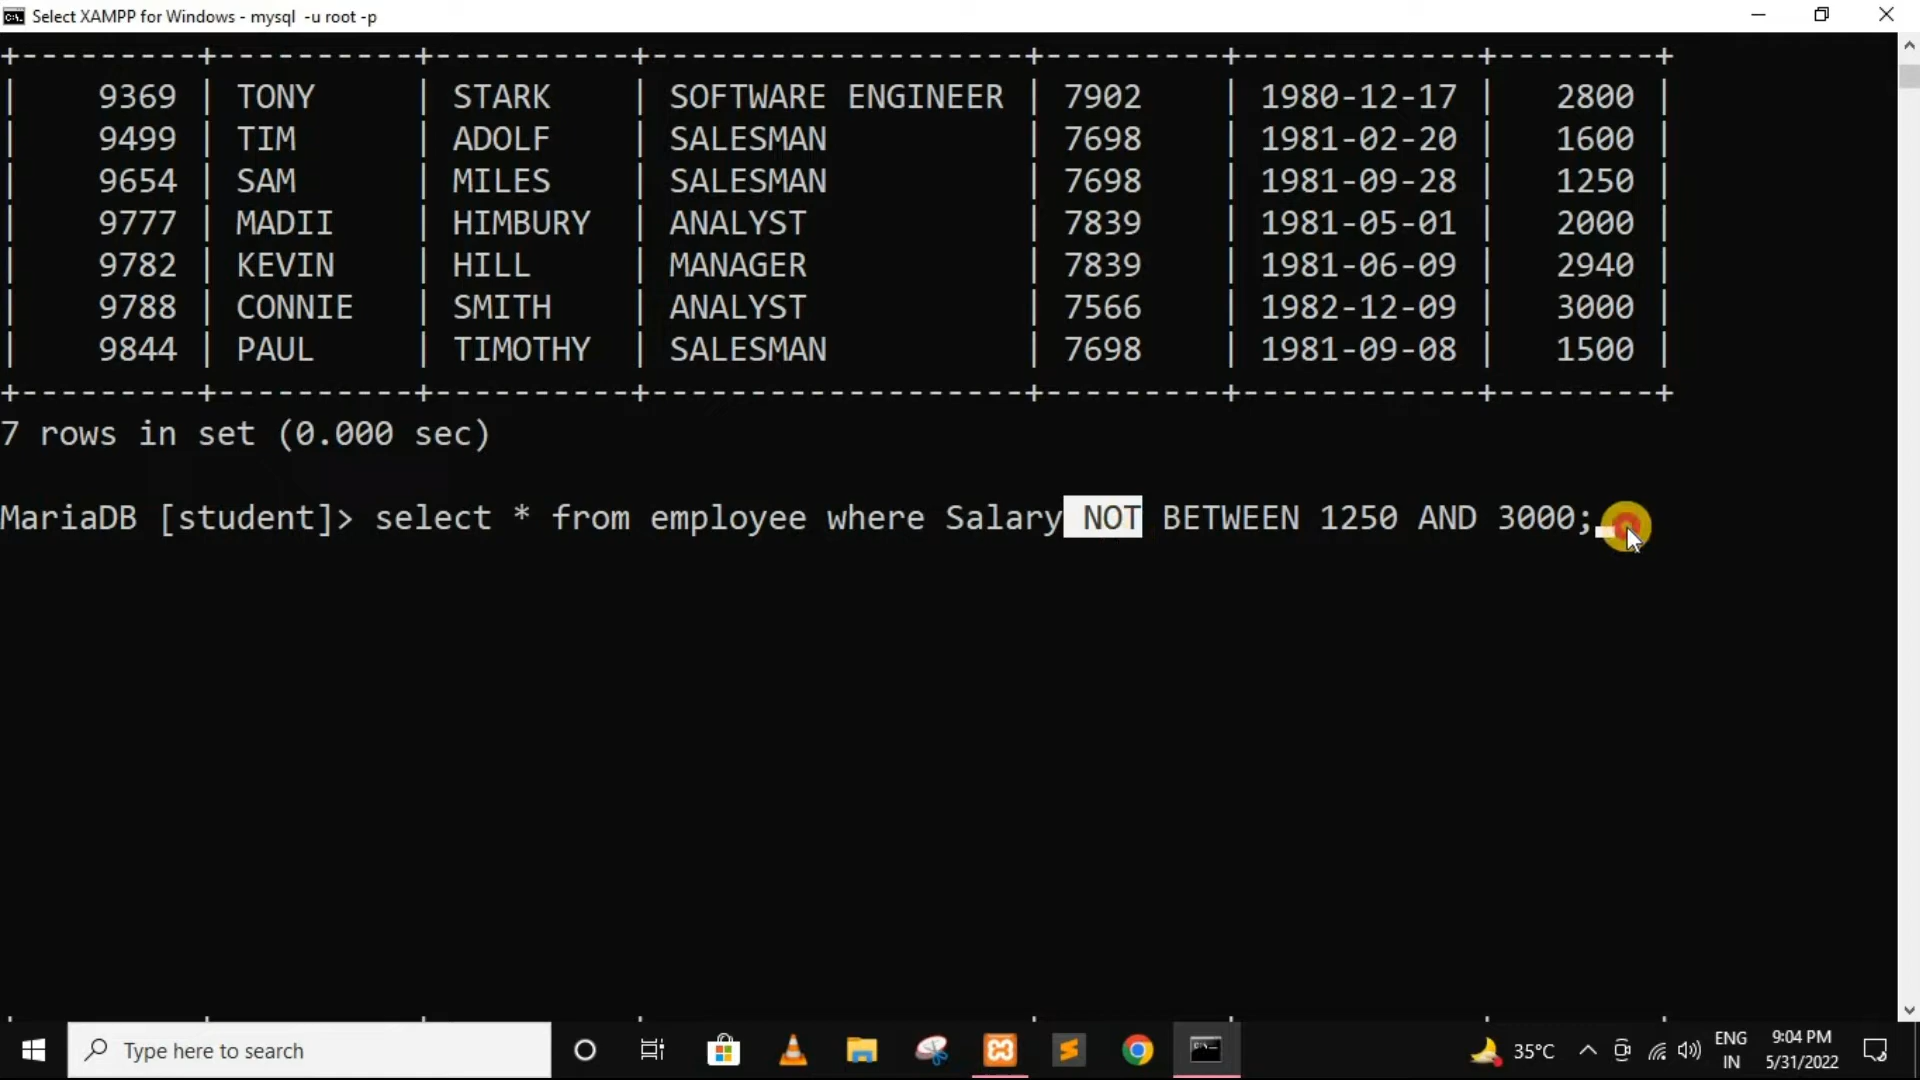 Select XAMPP for Windows - mysql -u root -p
+---------+----------+----------+------------------+---------+------------+--------+
| 9369 | TONY | STARK | SOFTWARE ENGINEER | 7902 | 1980-12-17 | 2800 |
| 9499 | TIM | ADOLF | SALESMAN | 7698 | 1981-02-20 | 1600 |
| 9654 | SAM | MILES | SALESMAN | 7698 | 1981-09-28 | 1250 |
| 9777 | MADII | HIMBURY | ANALYST | 7839 | 1981-05-01 | 2000 |
| 9782 | KEVIN | HILL | MANAGER | 7839 | 1981-06-09 | 2940 |
| 9788 | CONNIE | SMITH | ANALYST | 7566 | 1982-12-09 | 3000 |
| 9844 | PAUL | TIMOTHY | SALESMAN | 7698 | 1981-09-08 | 1500 |
+---------+----------+----------+------------------+---------+------------+--------+
7 rows in set (0.000 sec)
MariaDB [student]> select * from employee where Salary NOT BETWEEN 1250 AND 3000;
Type here to search
35°C
ENG
IN
9:04 PM
5/31/2022